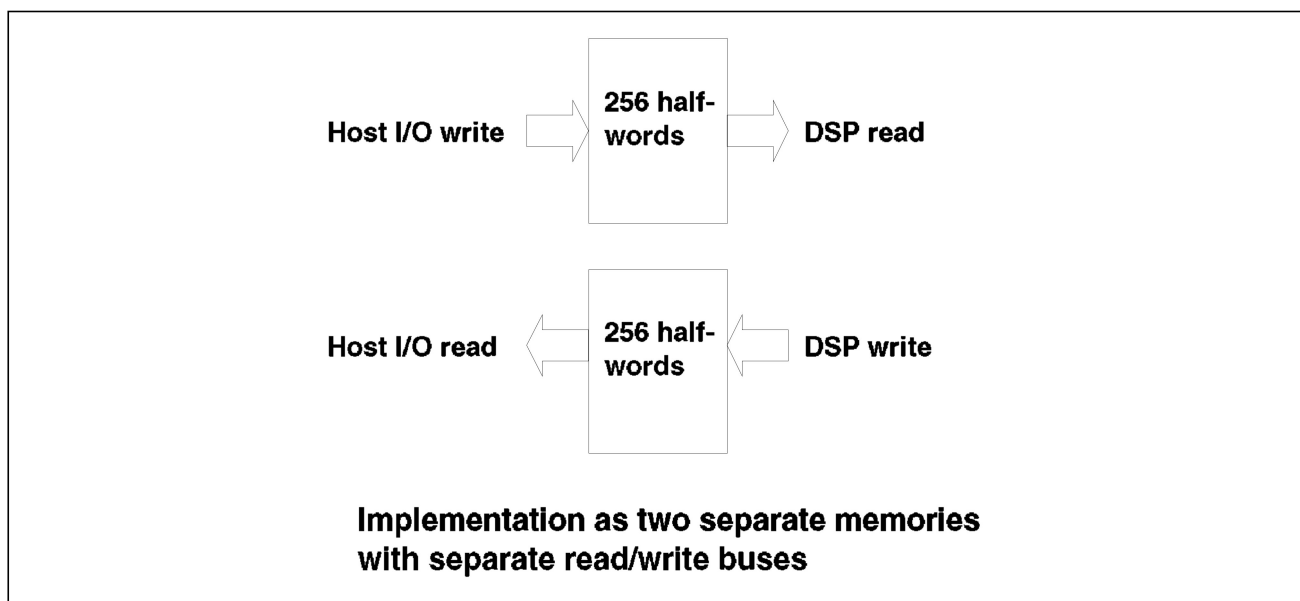 256 half-
words
Host I/O write
DSP read
256 half-
words
Host I/O read
DSP write
Implementation as two separate memories
with separate read/write buses